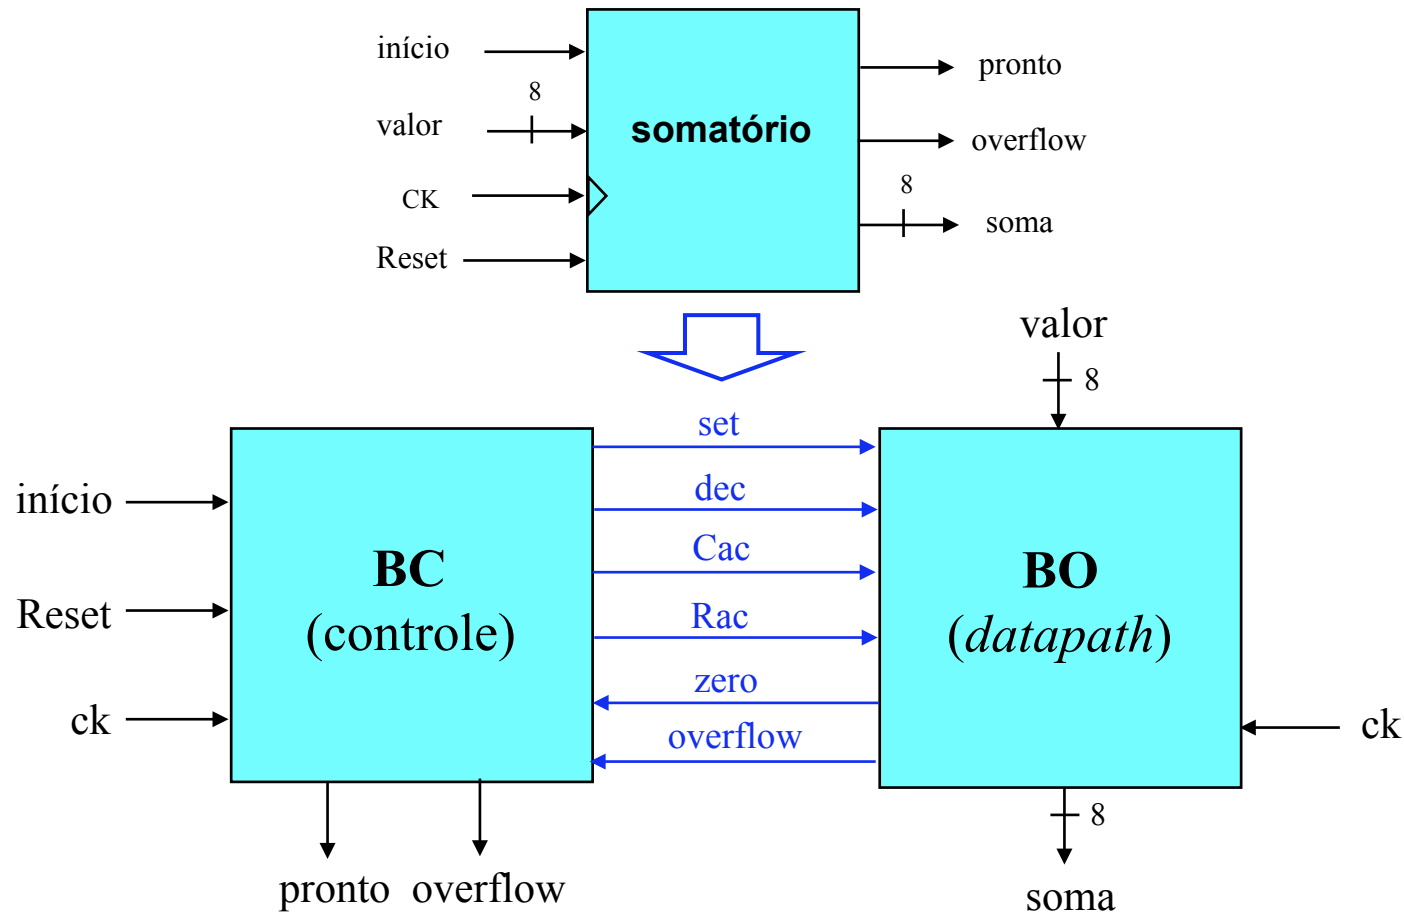 início
pronto
8
valor
somatório
overflow
CK
8
soma
Reset
valor
8
set
início
dec
BC
(controle)
Cac
BO
(datapath)
Reset
Rac
zero
ck
overflow
ck
8
pronto
overflow
soma